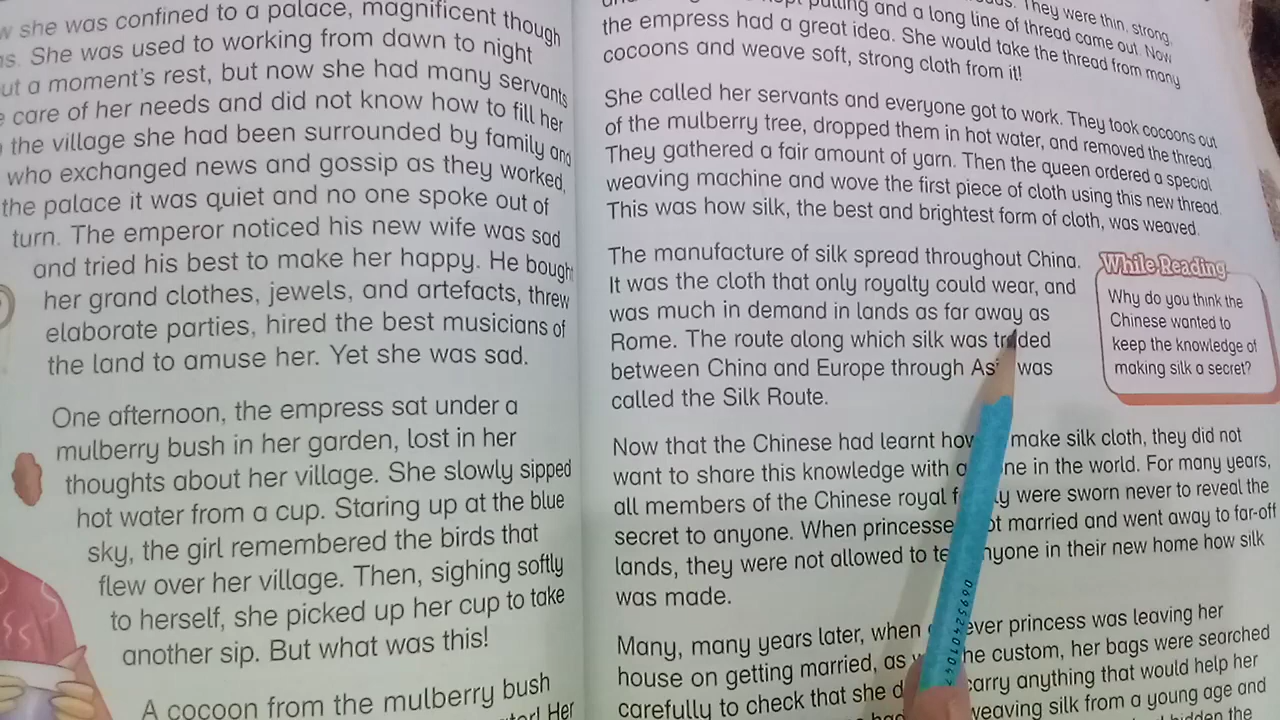 she was confined to a palace, magnificent though
She was used to working from dawn to night
a moment's rest, but now she had many servants
care of her needs and did not know how to fill her
the village she had been surrounded by family and
who exchanged news and gossip as they worked,
the palace it was quiet and no one spoke out of
turn. The emperor noticed his new wife was sad
and tried his best to make her happy. He bought
her grand clothes, jewels, and artefacts, threw
elaborate parties, hired the best musicians of
the land to amuse her. Yet she was sad.
One afternoon, the empress sat under a
mulberry bush in her garden, lost in her
thoughts about her village. She slowly sipped
hot water from a cup. Staring up at the blue
sky, the girl remembered the birds that
flew over her village. Then, sighing softly
to herself, she picked up her cup to take
another sip. But what was this!
A cocoon from the mulberry bush
Her
They were thin, strong,
pulling and a long line of thread came out. Now
the empress had a great idea. She would take the thread from many
cocoons and weave soft, strong cloth from it!
She called her servants and everyone got to work. They took cocoons out
of the mulberry tree, dropped them in hot water, and removed the thread
They gathered a fair amount of yarn. Then the queen ordered a special
weaving machine and wove the first piece of cloth using this new thread.
This was how silk, the best and brightest form of cloth, was weaved.
The manufacture of silk spread throughout China.
It was the cloth that only royalty could wear, and
was much in demand in lands as far away as
Rome. The route along which silk was traded
between China and Europe through was
called the Silk Route.
While Reading
Why do you think the
Chinese wanted to
keep the knowledge of
making silk a secret?
Now that the Chinese had learnt make silk cloth, they did not
want to share this knowledge with in the world. For many years,
all members of the Chinese royal were sworn never to reveal the
secret to anyone. When married and went away to far-off
lands, they were not allowed to in their new home how silk
was made.
Many, many years later, when princess was leaving her
house on getting married, as custom, her bags were searched
carefully to check that she carry anything that would help her
weaving silk from a young age and
the